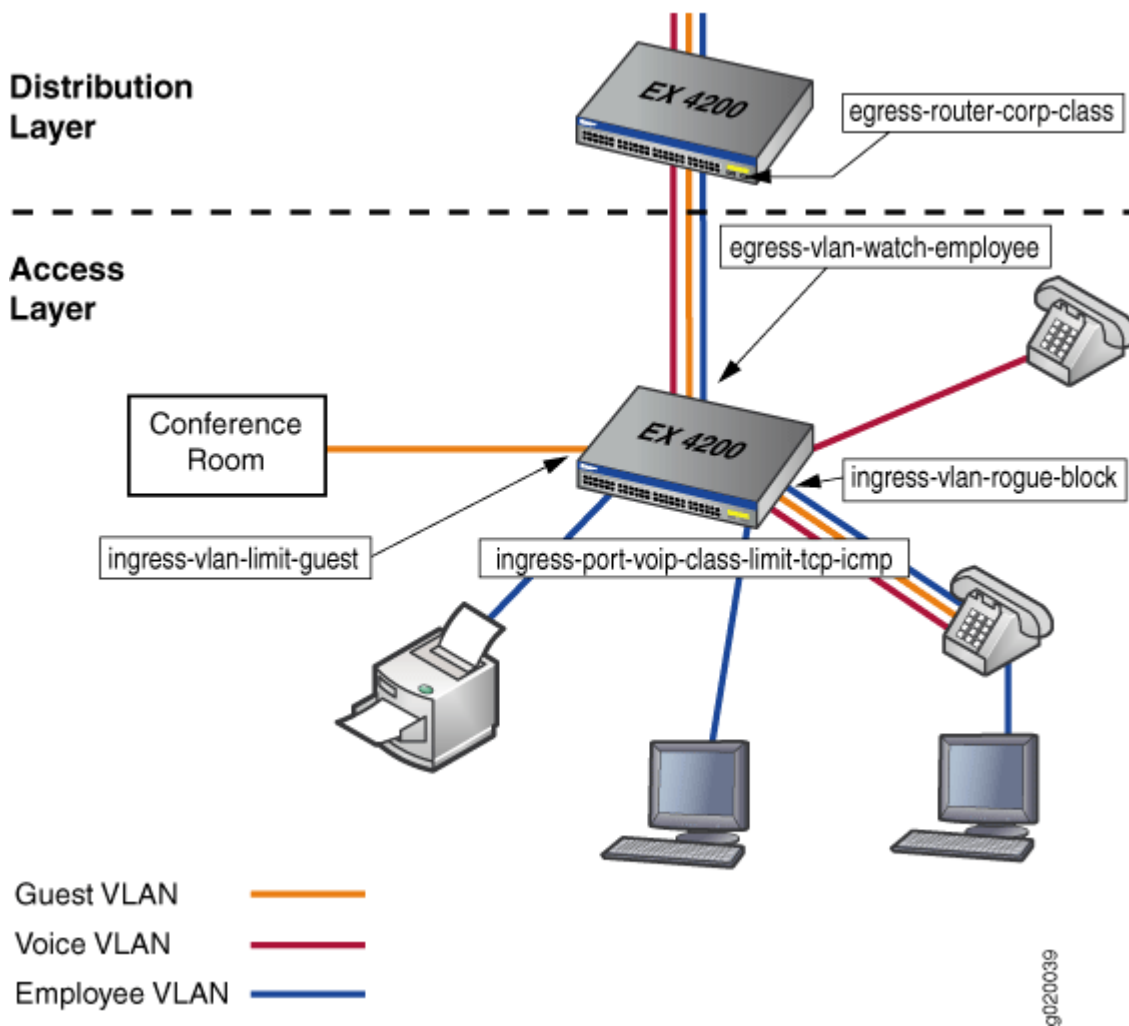 Distribution
Layer
EX 4200
egress-router-corp-class
egress-vlan-watch-employee
Access
Layer
Conference
Room
EX 4200
ingress-vlan-rogue-block
ingress-vlan-limit-guest
ingress-port-voip-class-limit-tcp-icmp
Guest VLAN
Voice VLAN
Employee VLAN
g020039